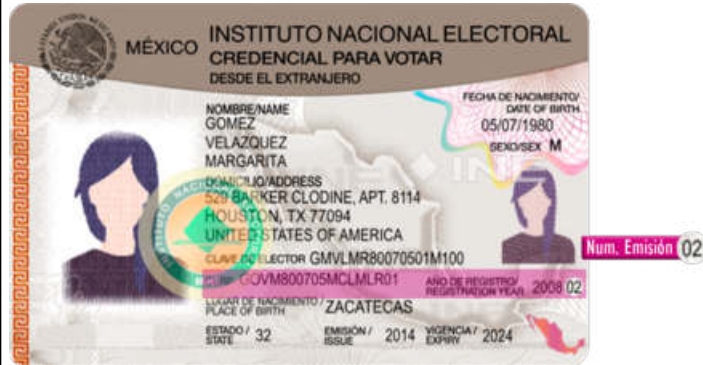 MÉXICO
INSTITUTO NACIONAL ELECTORAL
CREDENCIAL PARA VOTAR
DESDE EL EXTRANJERO
NOMBRE/NAME
GOMEZ
VELAZQUEZ
MARGARITA
FECHA DE NACIMIENTO/
DATE OF BIRTH
05/07/1980
SEXO/SEX M
DOMICILIO/ADDRESS
529 BARKER CLODINE, APT. 8114
HOUSTON, TX 77094
UNITED STATES OF AMERICA
CLAVE DE ELECTOR GMVLMR80070501M100
GOVM800705MCLMLR01
AÑO DE REGISTRO/
REGISTRATION YEAR 2008 02
Num. Emisión 02
LUGAR DE NACIMIENTO/
PLACE OF BIRTH ZACATECAS
ESTADO/
STATE 32
EMISIÓN/
ISSUE 2014
VIGENCIA/
EXPIRY 2024